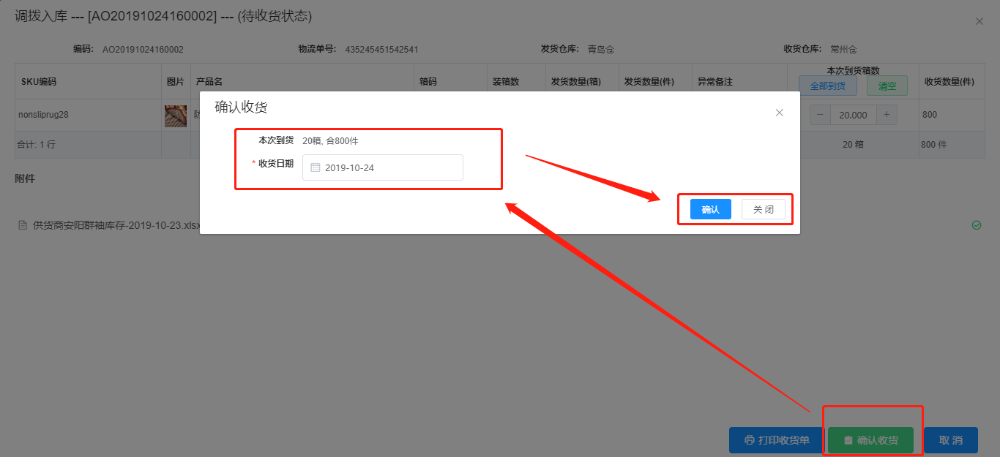 调拨入库 --- [AO20191024160002] --- (待收货状态)
编码: AO20191024160002 物流单号: 435245451542541 发货仓库: 青岛仓 收货仓库: 常州仓
SKU编码 图片 产品名 箱码 装箱数 发货数量(箱) 发货数量(件) 异常备注 本次到货箱数 收货数量(件)
全部到货 清空
确认收货
nonsliprug28 防 20.000 800
本次到货 20箱, 合800件
合计: 1 行 20 箱 800 件
* 收货日期 2019-10-24
附件
确认 关 闭
供货商安阳群袖库存-2019-10-23.xlsx
打印收货单 确认收货 取 消